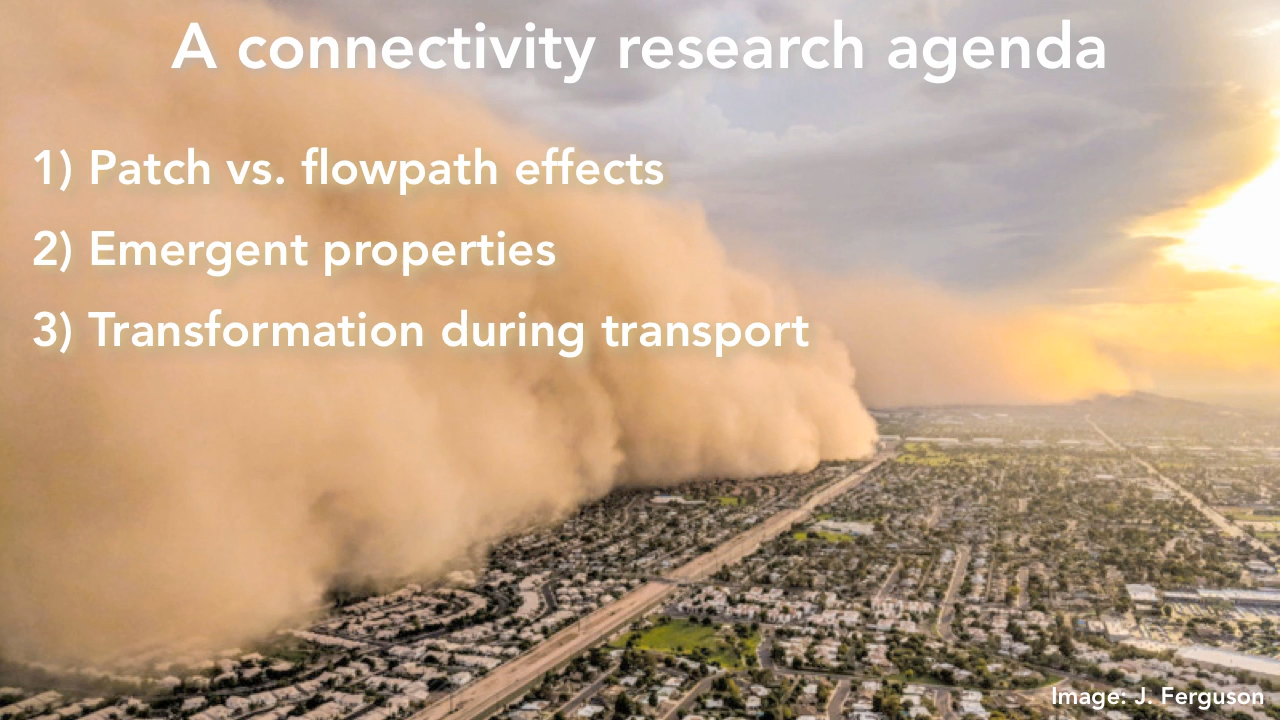 A connectivity research agenda
1) Patch vs. flowpath effects
2) Emergent properties
3) Transformation during transport
Image: J. Ferguson